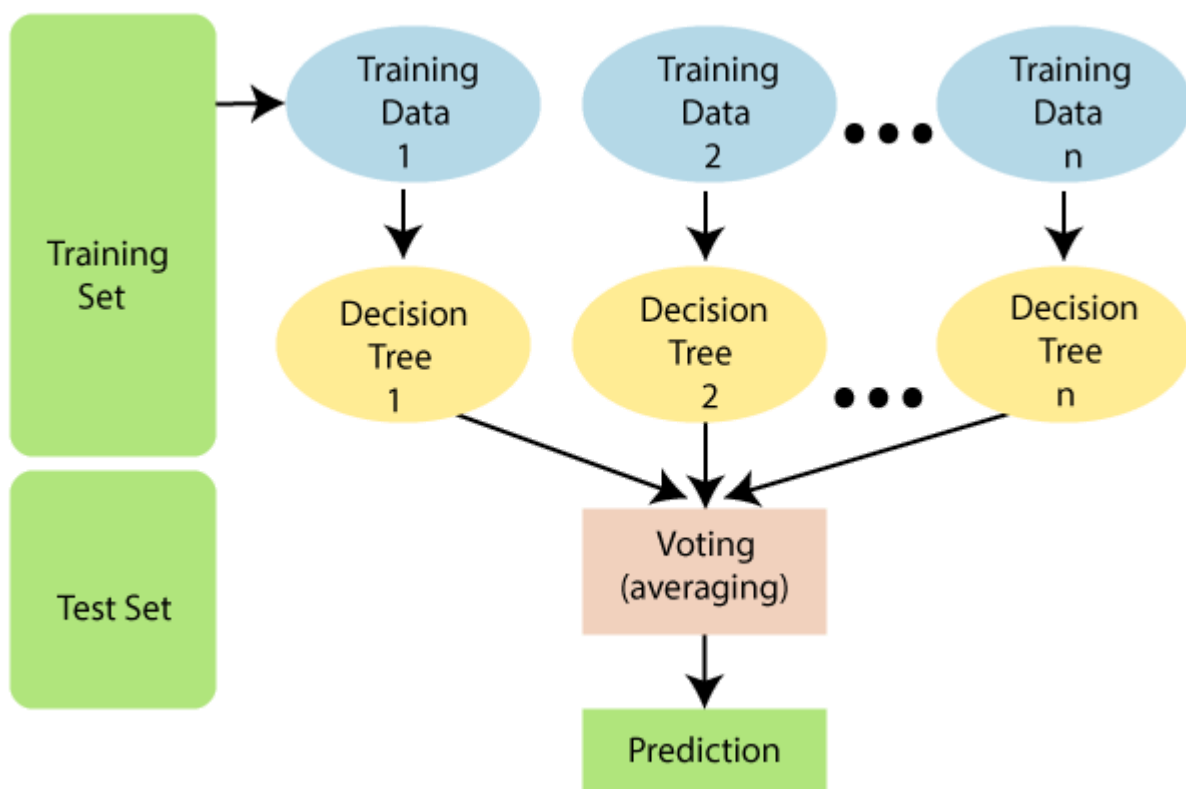 Training
Set
Test Set
Training
Data
1
Training
Data
2
Training
Data
n
Decision
Tree
1
Decision
Tree
2
Decision
Tree
n
Voting
(averaging)
Prediction